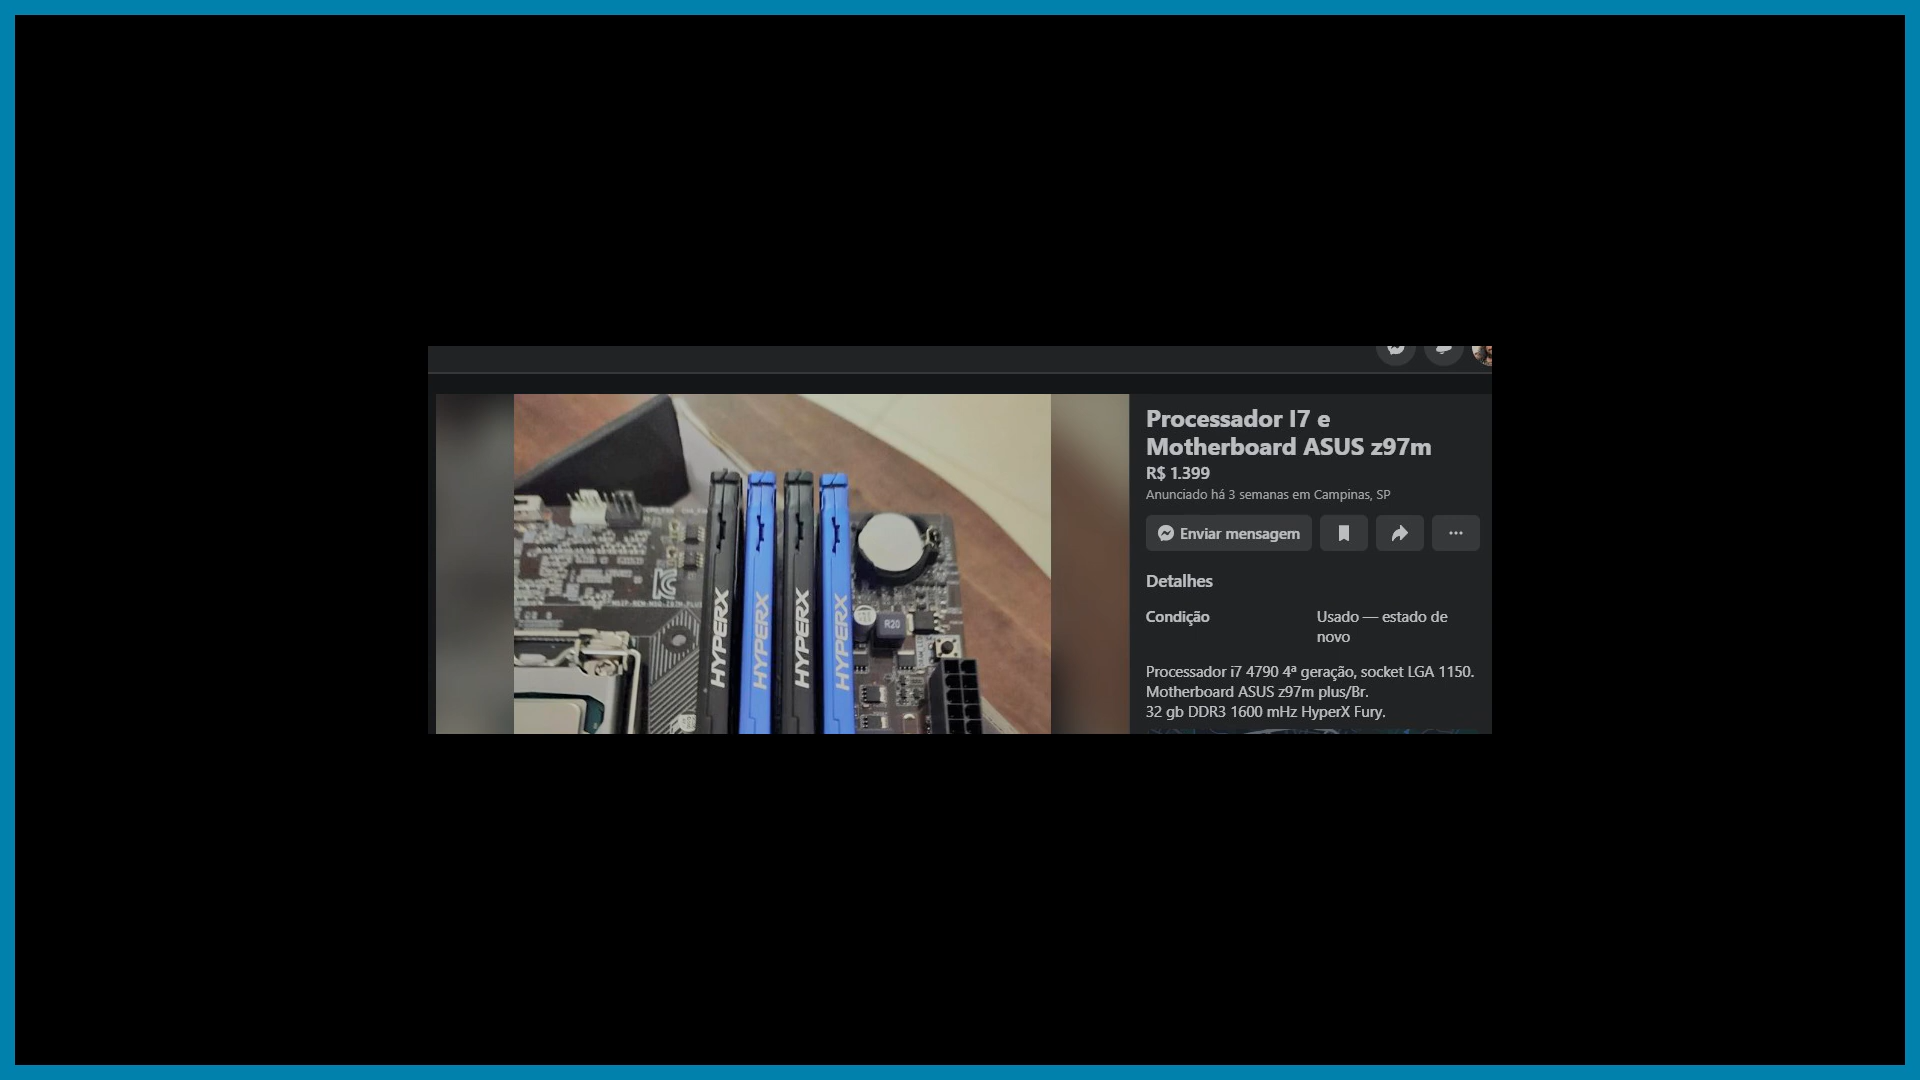 Processador I7 e
Motherboard ASUS z97m
R$ 1.399
Anunciado há 3 semanas em Campinas, SP
Enviar mensagem
Detalhes
Condição
Usado — estado de
novo
Processador i7 4790 4ª geração, socket LGA 1150.
Motherboard ASUS z97m plus/Br.
32 gb DDR3 1600 mHz HyperX Fury.
HYPERX
HYPERX
HYPERX
HYPERX
R20